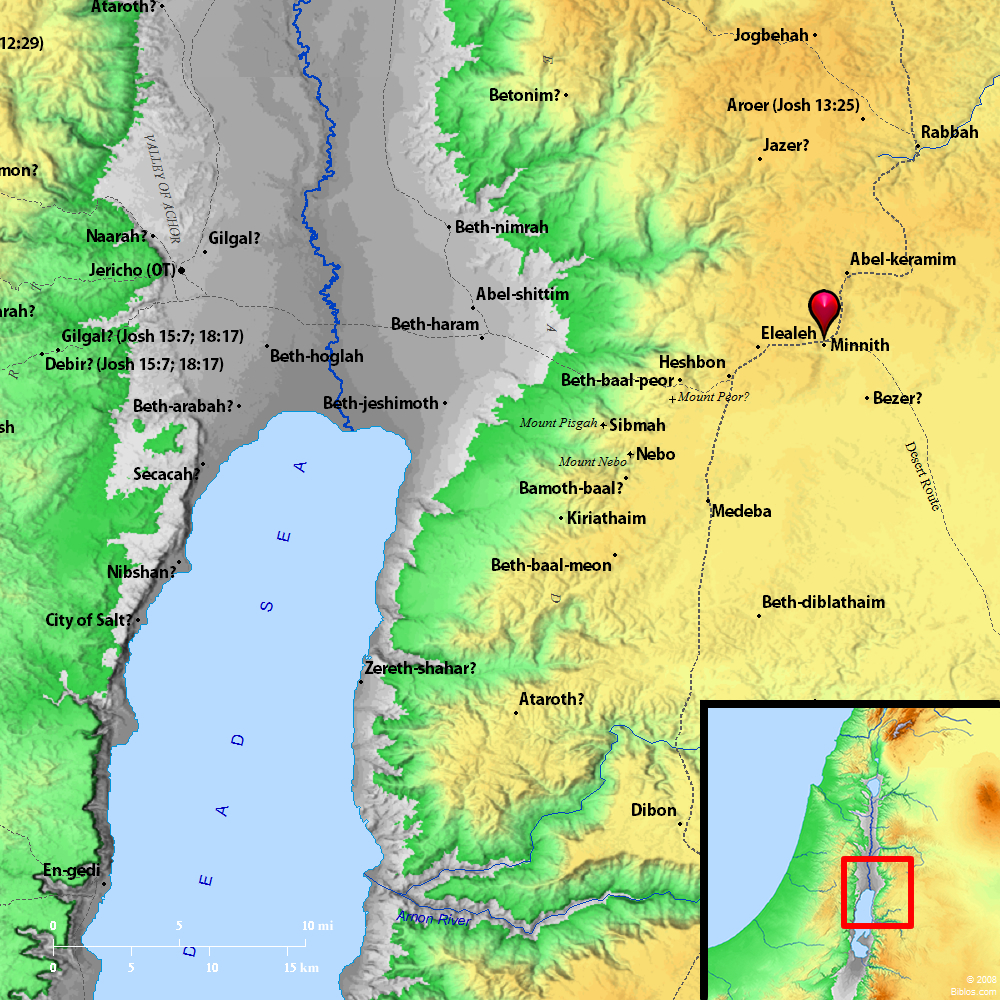 Ataroth?
12:29)
Jogbehah
Betonim?
Aroer (Josh 13:25)
Rabbah
Jazer?
VALLEY OF ACHOR
mon?
E
Beth-nimrah
Naarah?
Gilgal?
Jericho (OT)
Abel-keramim
Abel-shittim
arah?
Beth-haram
A
Elealeh
Minnith
Gilgal? (Josh 15:7; 18:17)
Beth-hoglah
Debir? (Josh 15:7; 18:17)
R
Heshbon
Beth-baal-peor
Mount Peor?
Bezer?
Beth-arabah?
Beth-jeshimoth
Mount Pisgah
Sibmah
sh
Mount Nebo
Nebo
Secacah?
Bamoth-baal?
Desert Route
Medeba
Kiriathaim
Beth-baal-meon
Nibshan?
D
Beth-diblathaim
City of Salt?
Zereth-shahar?
Ataroth?
DEAD SEA
Dibon
En-gedi
Arnon River
0 5 10 mi
0 5 10 15 km
© 2008
Biblos.com